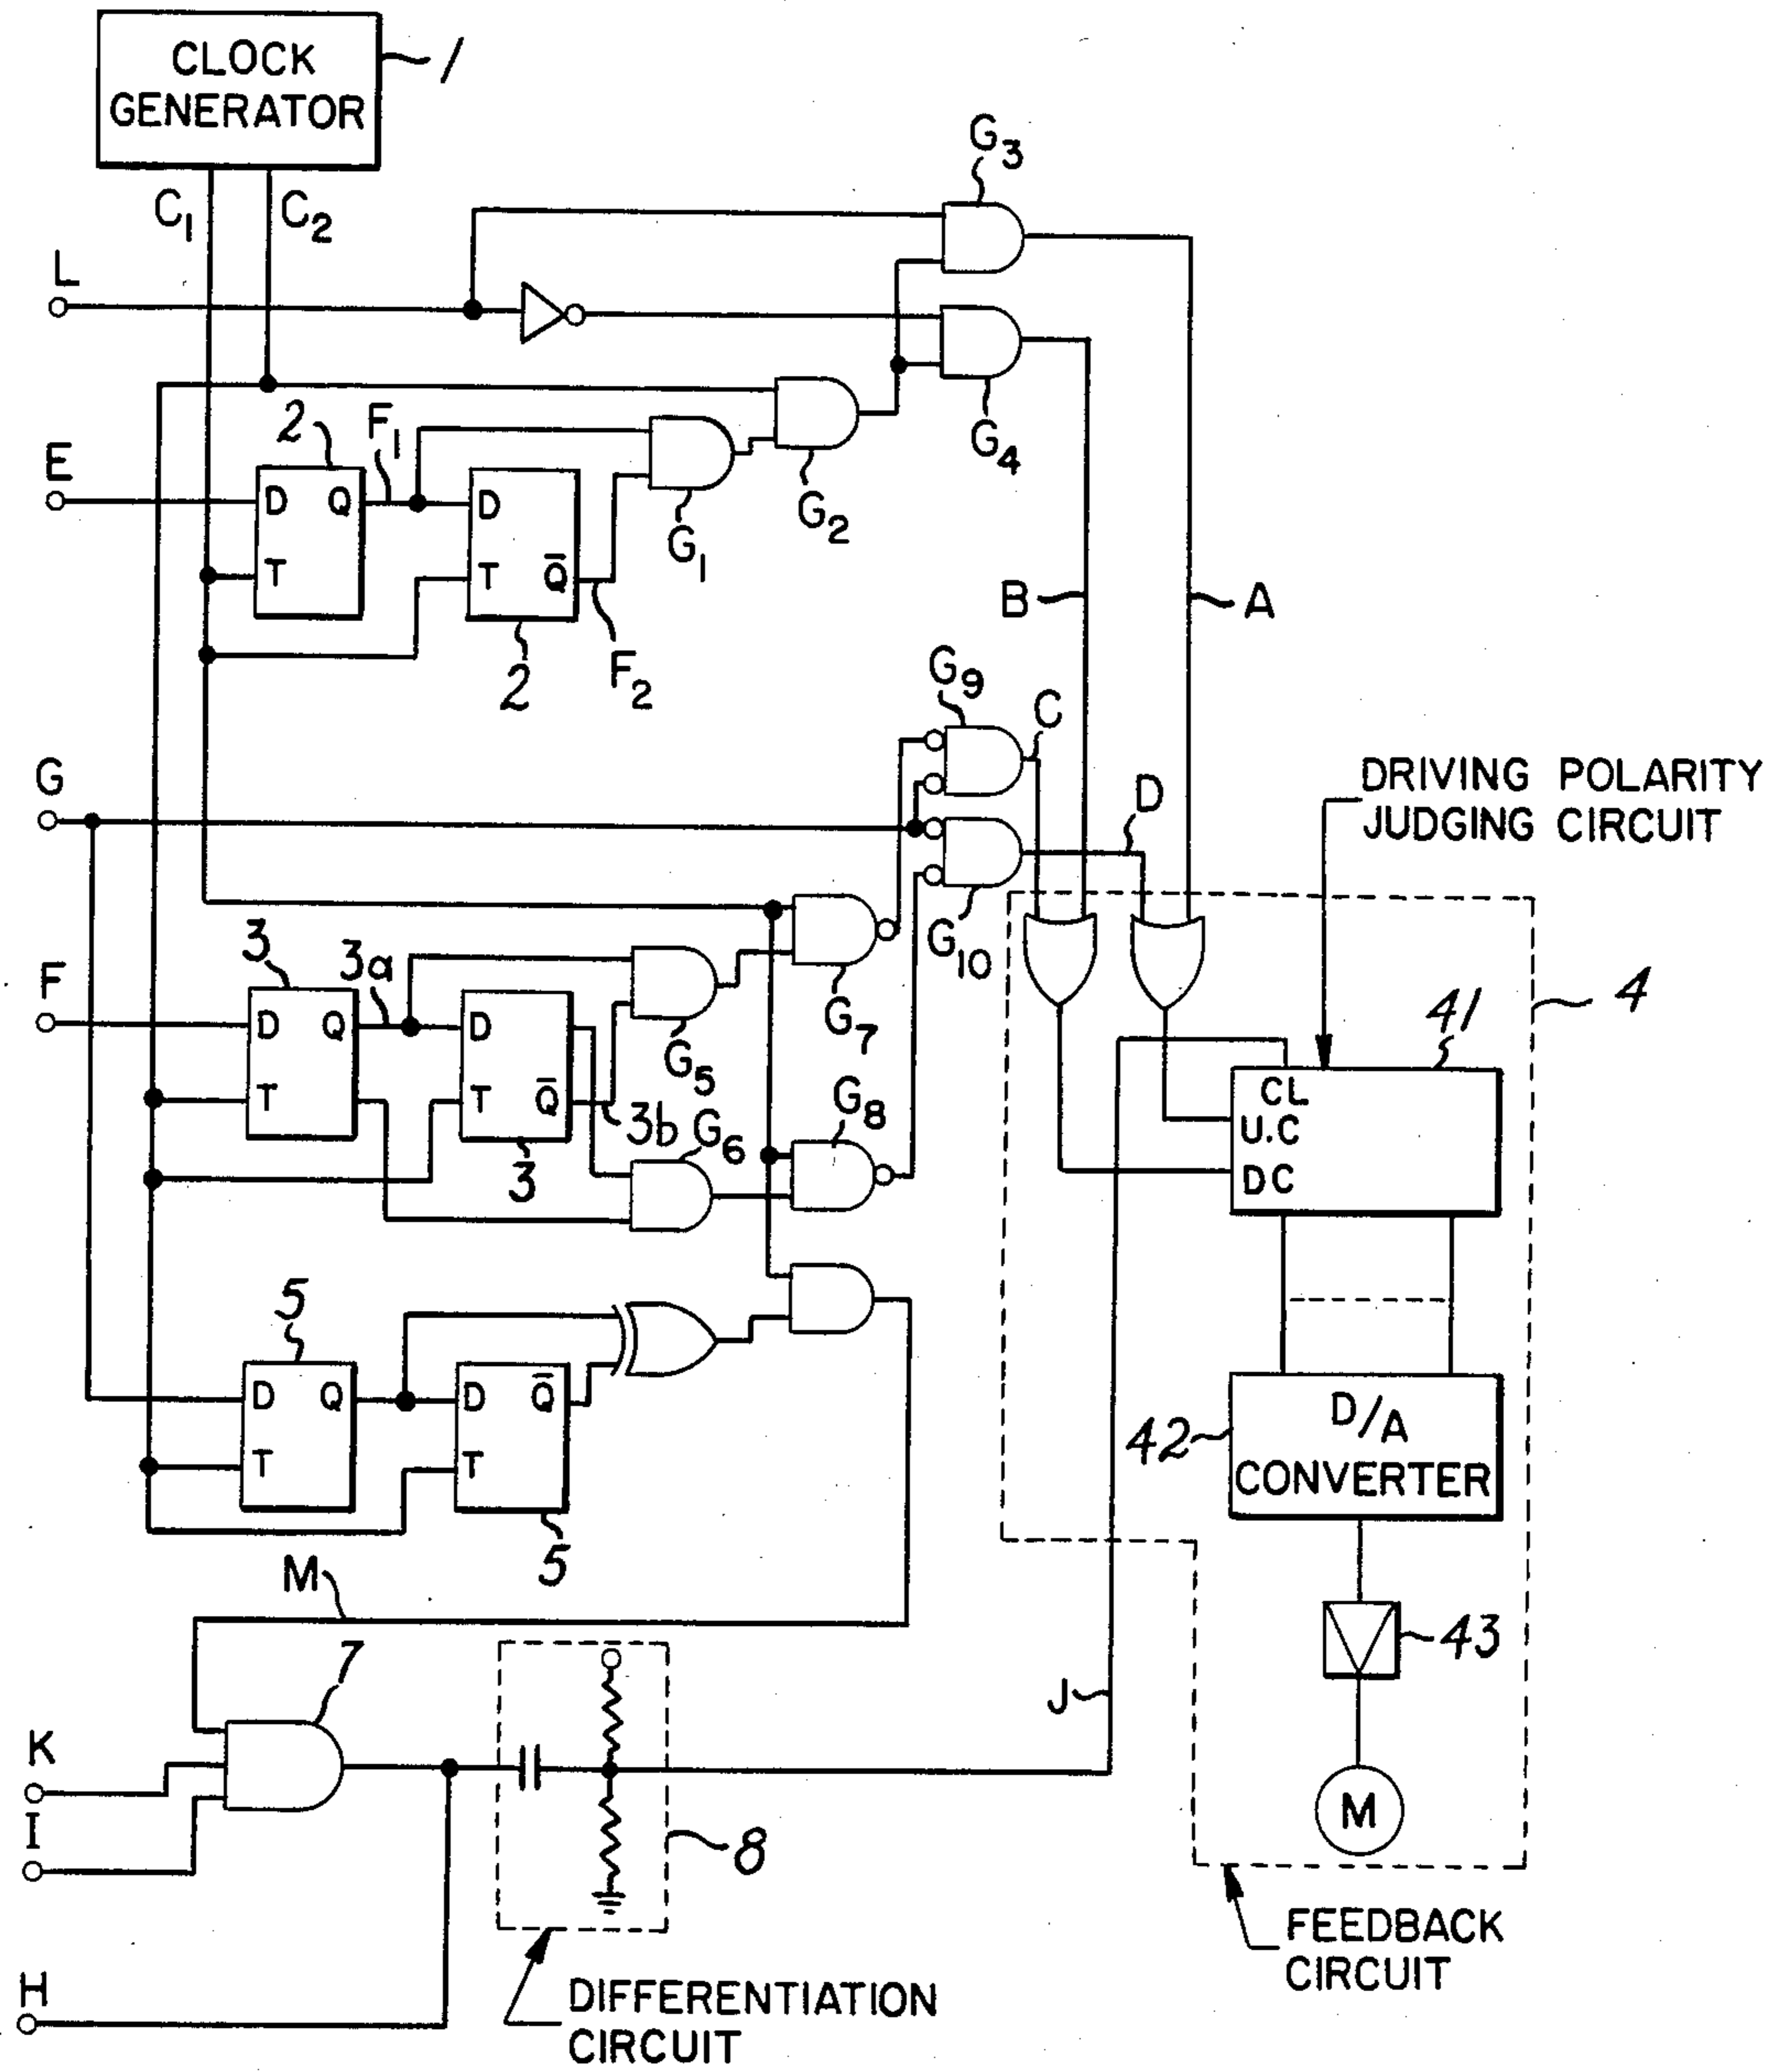 CLOCK
GENERATOR
1
C1
C2
G3
L
G4
E
2
F1
D Q
T
D
T Q̅
2
F2
G1
G2
B
A
G9
C
D
G10
G
DRIVING POLARITY
JUDGING CIRCUIT
F
3
3a
D Q
T
D
T Q̅
3
3b
G5
G6
G7
G8
4
41
CL
U.C
DC
5
D Q
T
D Q̅
T
5
42
D/A
CONVERTER
43
M
M
7
K
I
H
J
8
DIFFERENTIATION
CIRCUIT
FEEDBACK
CIRCUIT